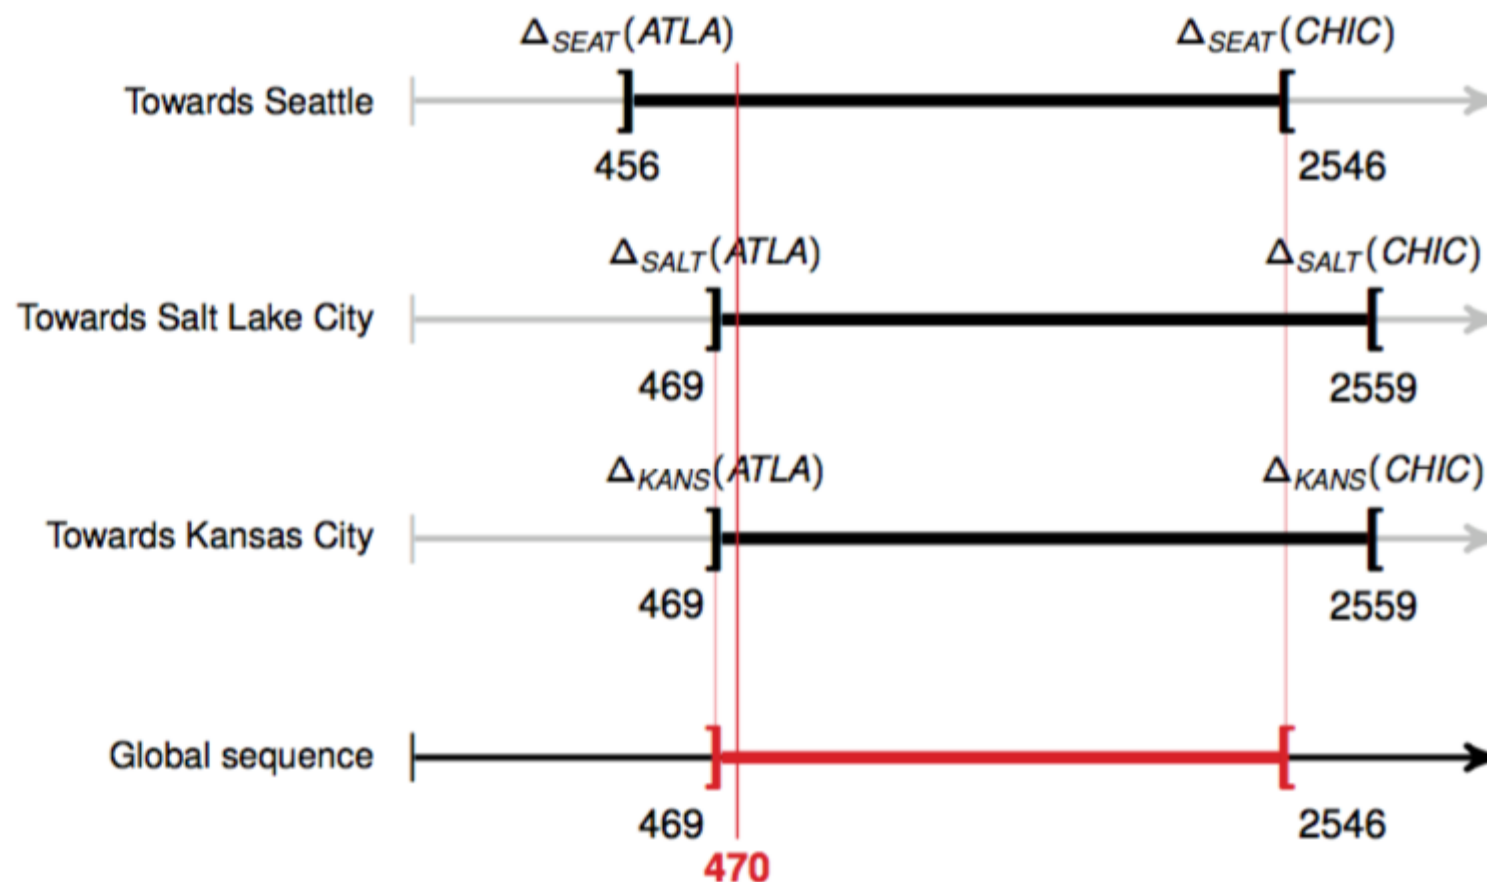 Δ_SEAT(ATLA) Δ_SEAT(CHIC)
Towards Seattle
456 2546
Δ_SALT(ATLA) Δ_SALT(CHIC)
Towards Salt Lake City
469 2559
Δ_KANS(ATLA) Δ_KANS(CHIC)
Towards Kansas City
469 2559
Global sequence
469 2546
470